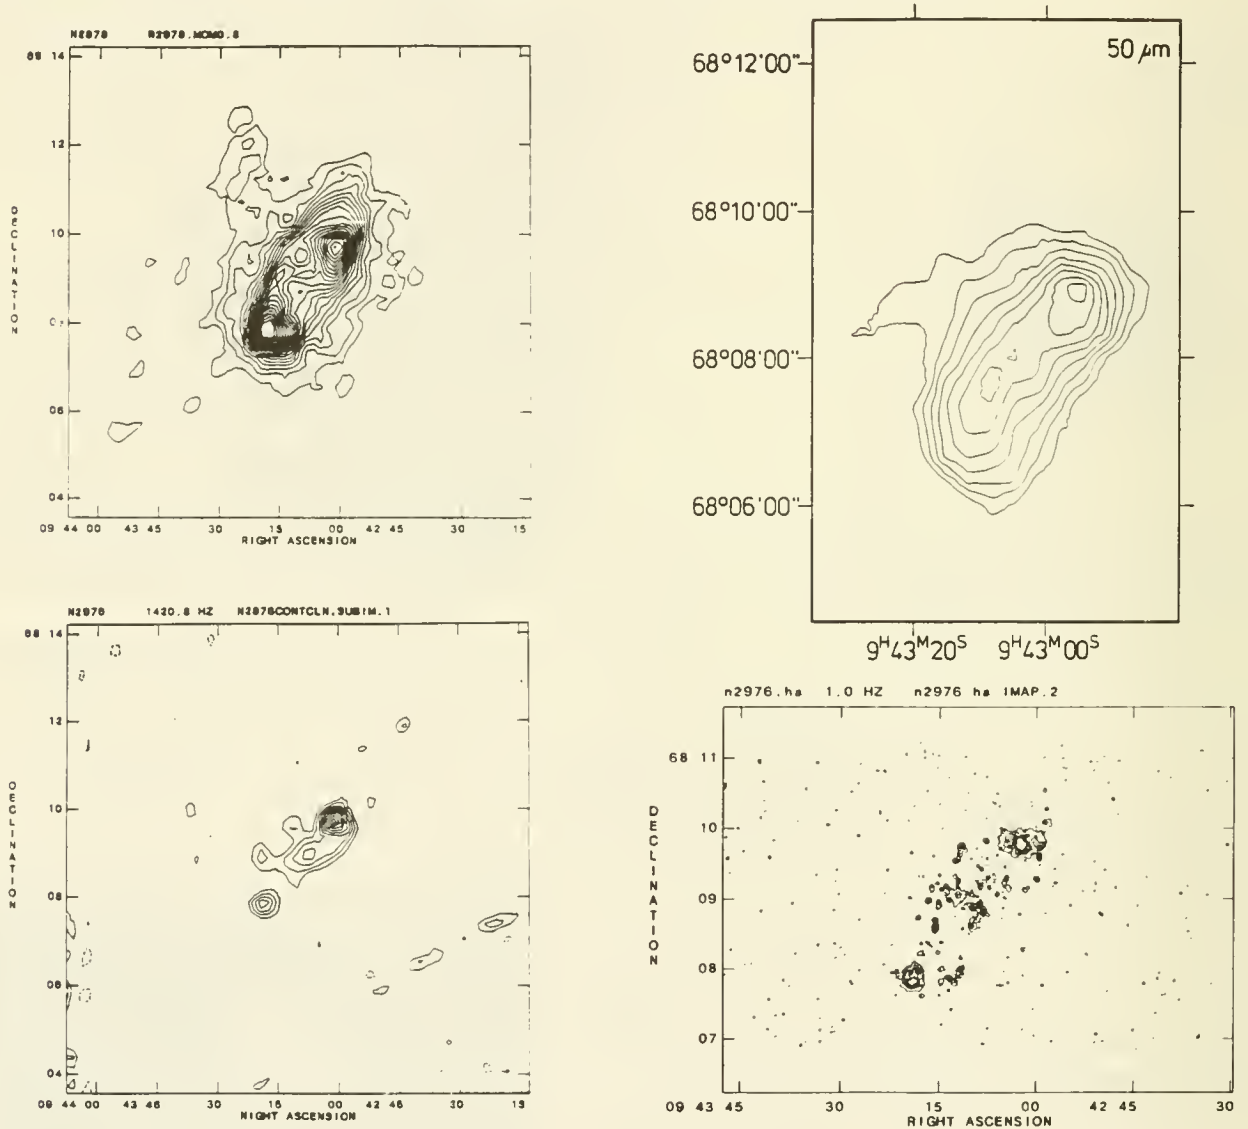 N2976 N2976.MOM0.S
14
12
10
06
04
DECLINATION
09 44 00 43 45 30 15 00 42 45 30 15
RIGHT ASCENSION
50 µm
68°12'00"
68°10'00"
68°08'00"
68°06'00"
9H43M20S 9H43M00S
N2976 1420.8 HZ N2976CONTCLN.SUBIM.1
68 14
12
10
08
06
04
DECLINATION
09 44 00 43 45 30 15 00 42 45 30 15
RIGHT ASCENSION
n2976.ha 1.0 HZ n2976 ha IMAP.2
68 11
10
09
08
07
DECLINATION
09 43 45 30 15 00 42 45 30
RIGHT ASCENSION